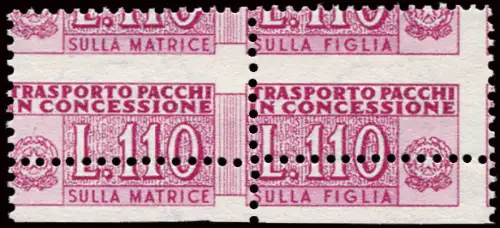 L. 110 L. 110
SULLA MATRICE SULLA FIGLIA
TRASPORTO PACCHI TRASPORTO PACCHI
IN CONCESSIONE IN CONCESSIONE
L. 110 L. 110
SULLA MATRICE SULLA FIGLIA